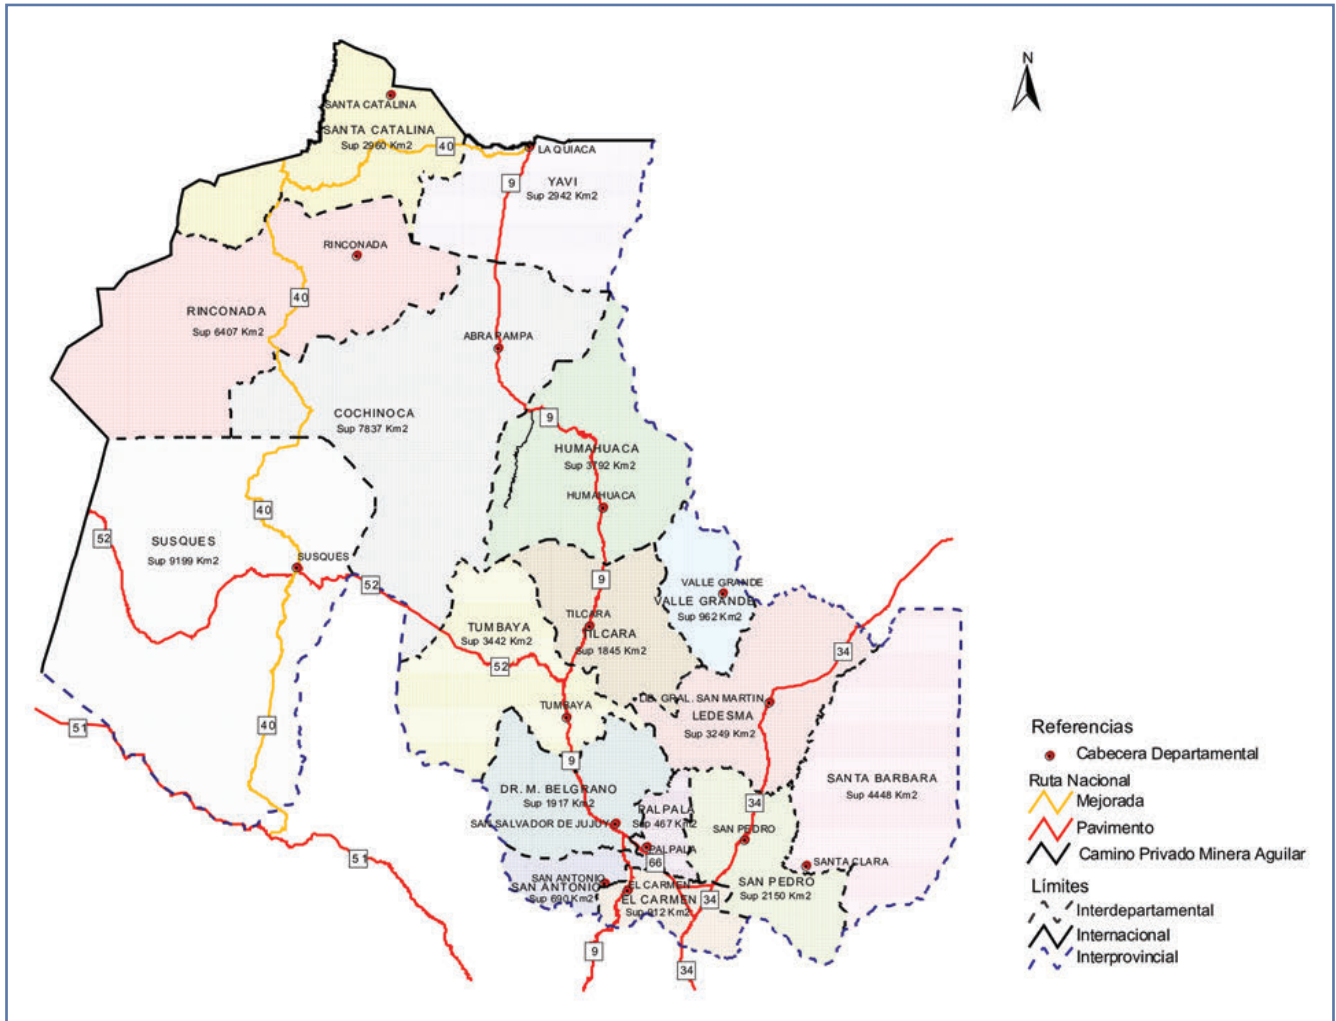 N
SANTA CATALINA
SANTA CATALINA
Sup 2960 Km2
40
LA QUIACA
9
YAVI
Sup 2942 Km2
RINCONADA
40
RINCONADA
Sup 6407 Km2
ABRA PAMPA
COCHINOCA
Sup 7837 Km2
9
HUMAHUACA
Sup 3792 Km2
HUMAHUACA
40
52
SUSQUES
Sup 9199 Km2
SUSQUES
52
9
VALLE GRANDE
VALLE GRANDE
Sup 962 Km2
TILCARA
TILCARA
Sup 1845 Km2
TUMBAYA
Sup 3442 Km2
52
34
LIB. GRAL. SAN MARTIN
LEDESMA
Sup 3249 Km2
TUMBAYA
40
51
9
SANTA BARBARA
Sup 4448 Km2
DR. M. BELGRANO
Sup 1917 Km2
34
PALPALA
Sup 467 Km2
SAN SALVADOR DE JUJUY
SAN PEDRO
PALPALA
51
66
SANTA CLARA
SAN ANTONIO
SAN ANTONIO
Sup 690 Km2
EL CARMEN
EL CARMEN
Sup 912 Km2
SAN PEDRO
Sup 2150 Km2
34
9
34
Referencias
Cabecera Departamental
Ruta Nacional
Mejorada
Pavimento
Camino Privado Minera Aguilar
Límites
Interdepartamental
Internacional
Interprovincial